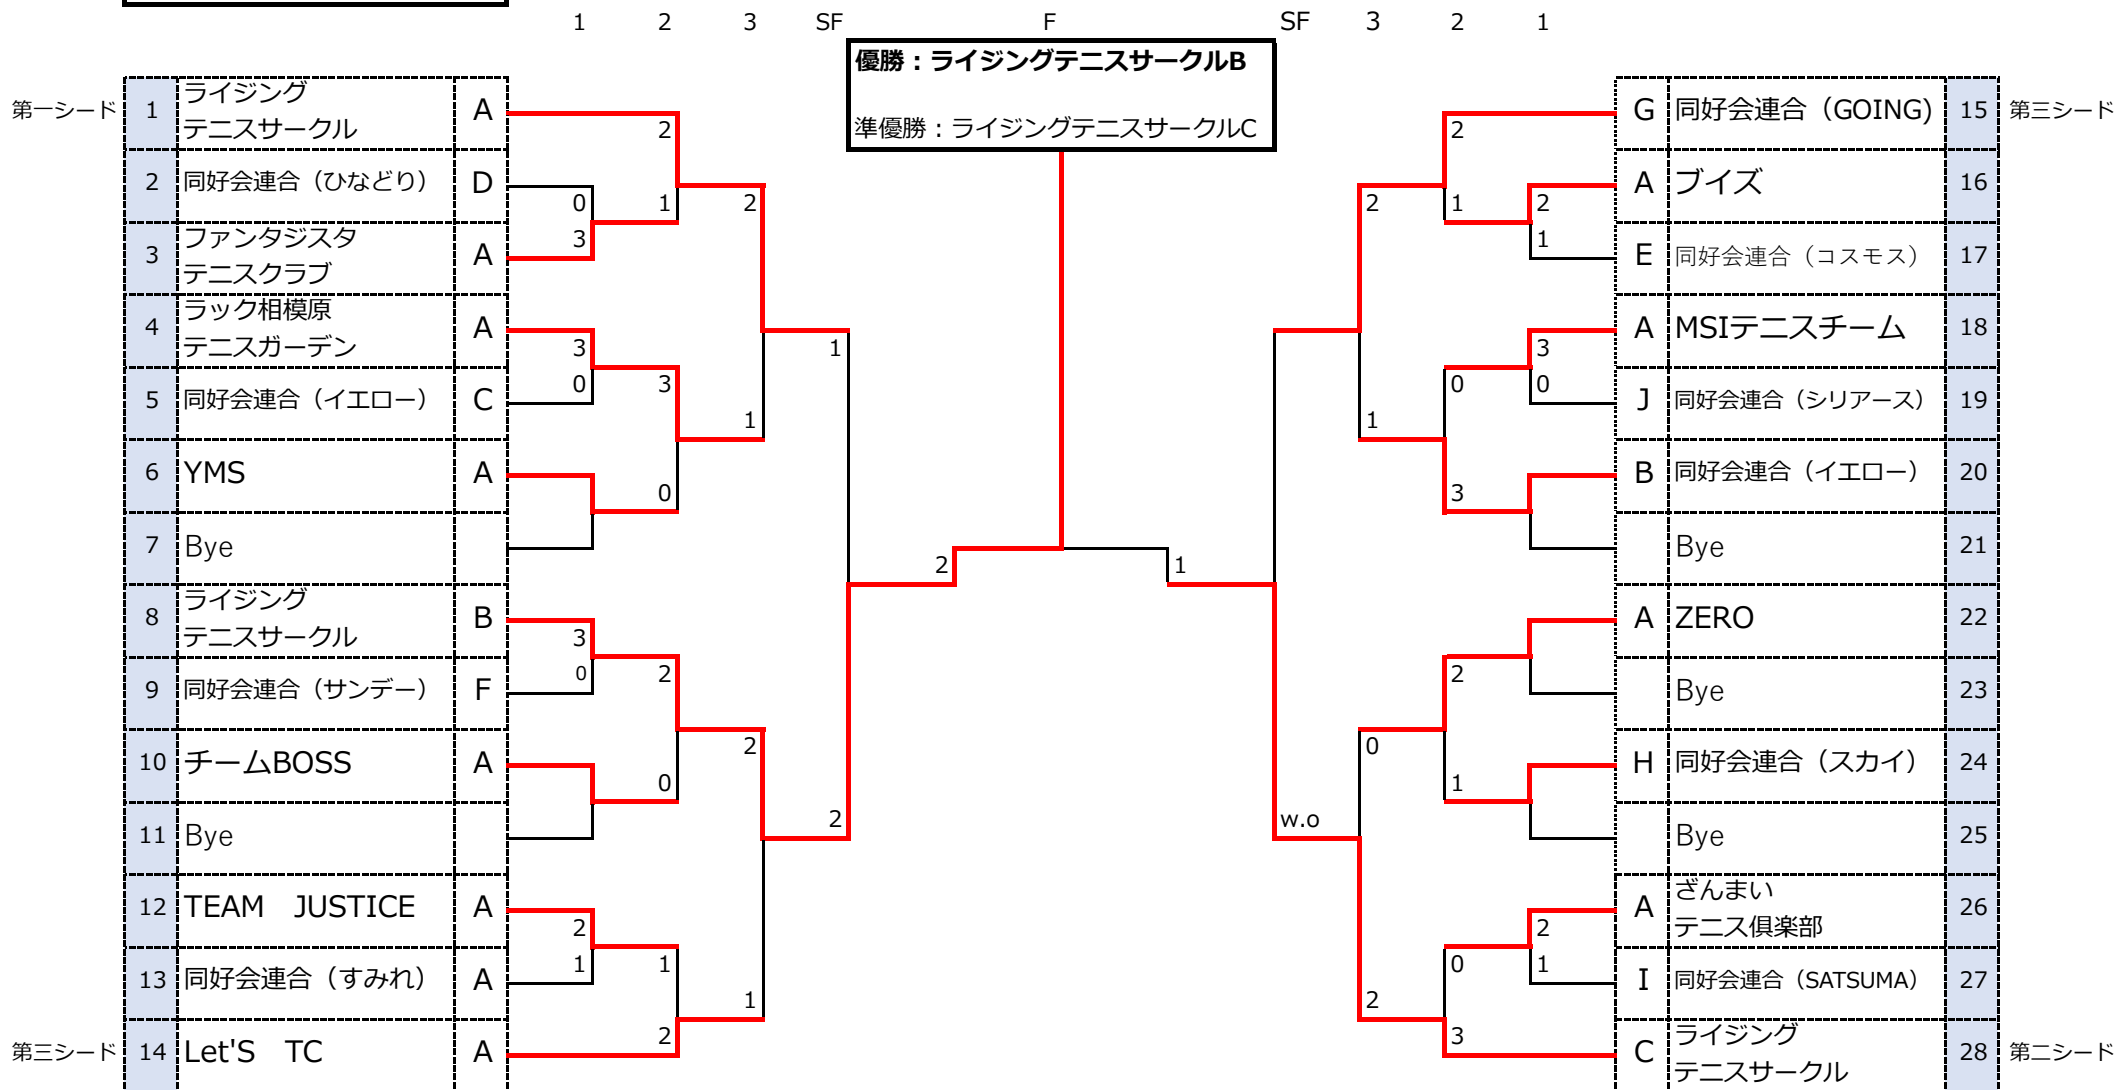 1 2 3 SF F SF 3 2 1
優勝：ライジングテニスサークルB
準優勝：ライジングテニスサークルC
第一シード 1 ライジング
テニスサークル A
2 同好会連合（ひなどり） D
3 ファンタジスタ
テニスクラブ A
4 ラック相模原
テニスガーデン A
5 同好会連合（イエロー） C
6 YMS A
7 Bye
8 ライジング
テニスサークル B
9 同好会連合（サンデー） F
10 チームBOSS A
11 Bye
12 TEAM　JUSTICE A
13 同好会連合（すみれ） A
第三シード 14 Let'S　TC A
0
3
3
0
3
0
2
1
2
1
3
0
2
0
1
2
2
1
2
1
1
2
2
1
G 同好会連合（GOING) 15 第三シード
A ブイズ 16
E 同好会連合（コスモス） 17
A MSIテニスチーム 18
J 同好会連合（シリアース） 19
B 同好会連合（イエロー） 20
Bye 21
A ZERO 22
Bye 23
H 同好会連合（スカイ） 24
Bye 25
A ざんまい
テニス倶楽部 26
I 同好会連合（SATSUMA） 27
C ライジング
テニスサークル 28 第二シード
2
1
3
0
2
1
2
1
0
3
2
1
0
3
2
1
0
2
w.o